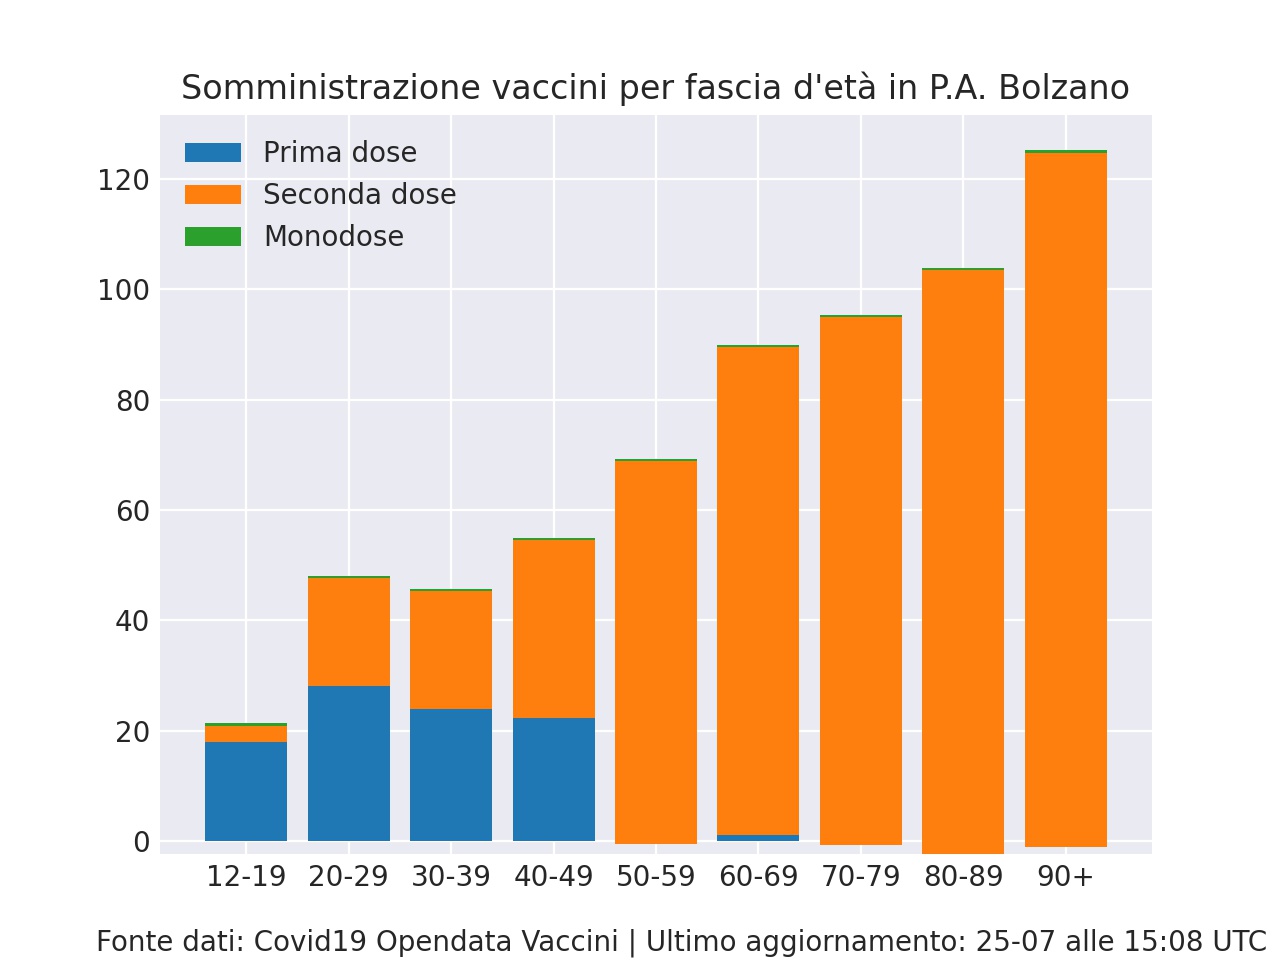 Somministrazione vaccini per fascia d'età in P.A. Bolzano
Prima dose
Seconda dose
Monodose
120
100
80
60
40
20
0
12-19 20-29 30-39 40-49 50-59 60-69 70-79 80-89 90+
Fonte dati: Covid19 Opendata Vaccini | Ultimo aggiornamento: 25-07 alle 15:08 UTC